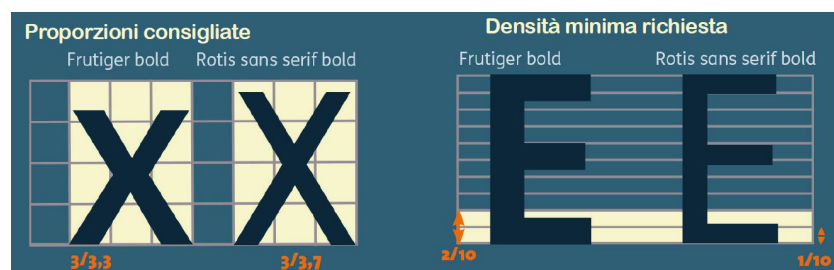 Proporzioni consigliate
Frutiger bold
Rotis sans serif bold
X
X
3/3,3
3/3,7
Densità minima richiesta
Frutiger bold
Rotis sans serif bold
E
E
2/10
1/10